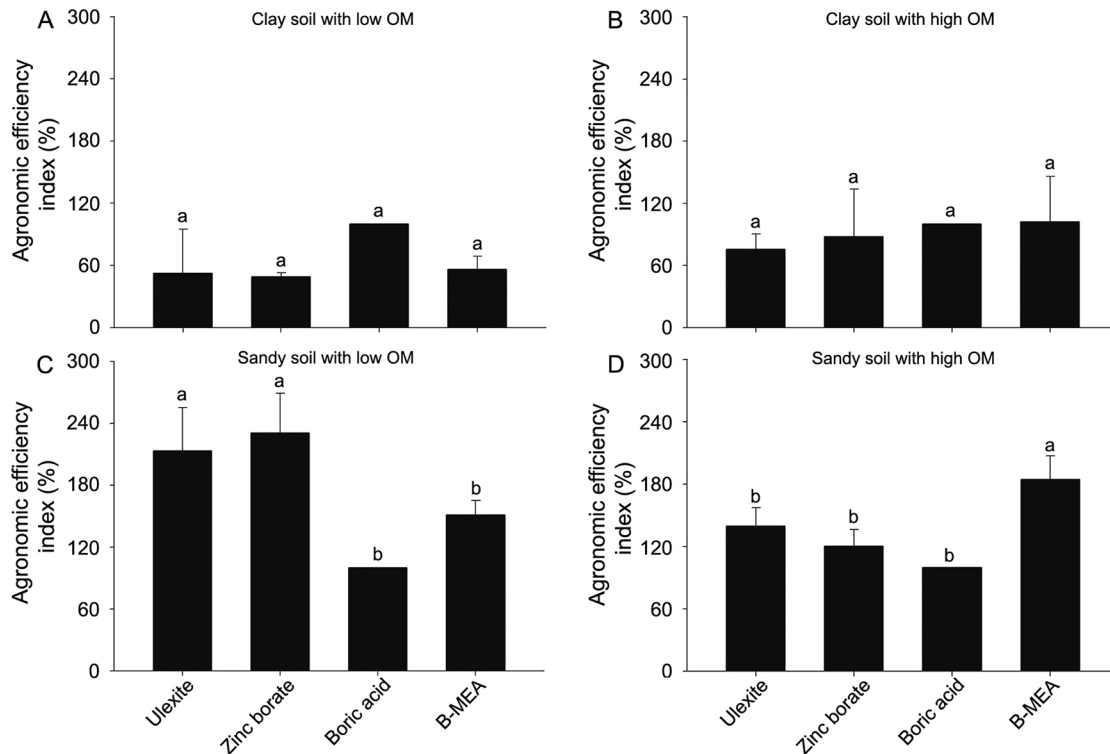 A
Clay soil with low OM
300
240
180
120
60
0
Agronomic efficiency
index (%)
a
a
a
a
B
Clay soil with high OM
300
240
180
120
60
0
Agronomic efficiency
index (%)
a
a
a
a
C
Sandy soil with low OM
300
240
180
120
60
0
Agronomic efficiency
index (%)
a
a
b
b
Ulexite
Zinc borate
Boric acid
B-MEA
D
Sandy soil with high OM
300
240
180
120
60
0
Agronomic efficiency
index (%)
b
b
b
a
Ulexite
Zinc borate
Boric acid
B-MEA